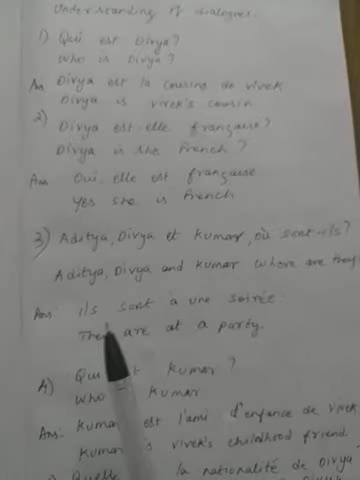 Understanding of dialogues.
1) Qui est Divya?
Who is Divya?
Ans Divya est la cousine de vivek
Divya is vivek's cousin
2) Divya est-elle française?
Divya is she French?
Ans Oui, elle est française
Yes she is French
3) Aditya, Divya et Kumar, où sont-ils?
Aditya, Divya and Kumar where are they
Ans: ils sont à une soirée.
They are at a party.
4) Kumar?
Who Kumar
Ans: Kumar est l'ami d'enfance de vivek
Kumar is vivek's childhood friend
la nationalité de Divya